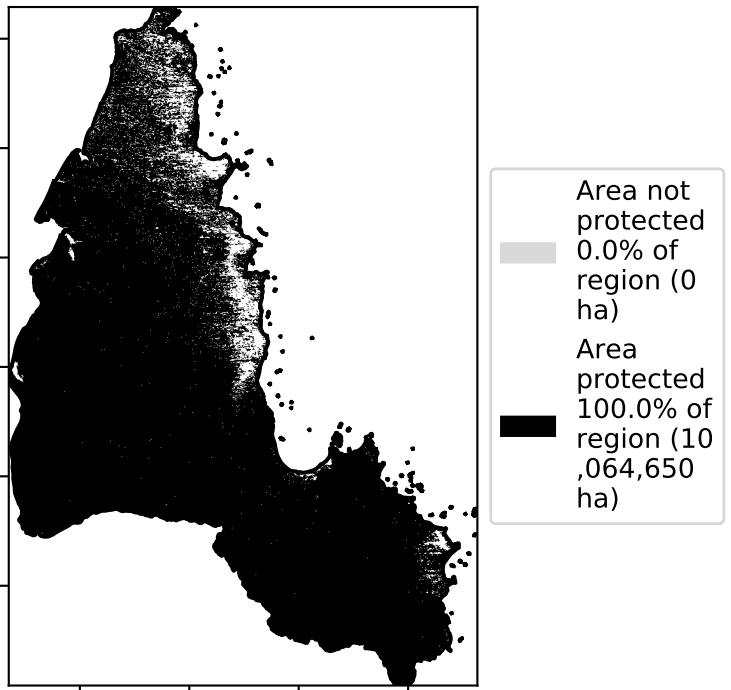 Area not
protected
0.0% of
region (0
ha)
Area
protected
100.0% of
region (10
,064,650
ha)